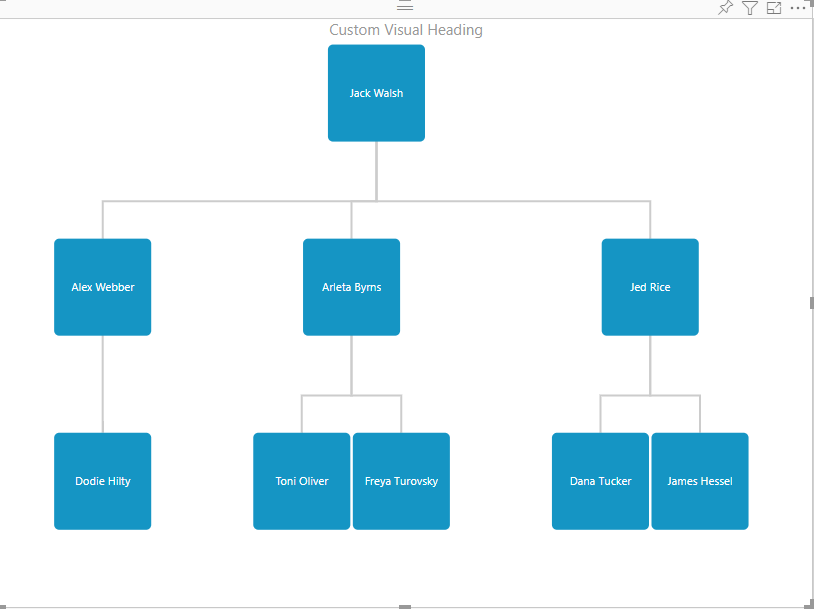 Custom Visual Heading
Jack Walsh
Alex Webber
Arleta Byrns
Jed Rice
Dodie Hilty
Toni Oliver
Freya Turovsky
Dana Tucker
James Hessel